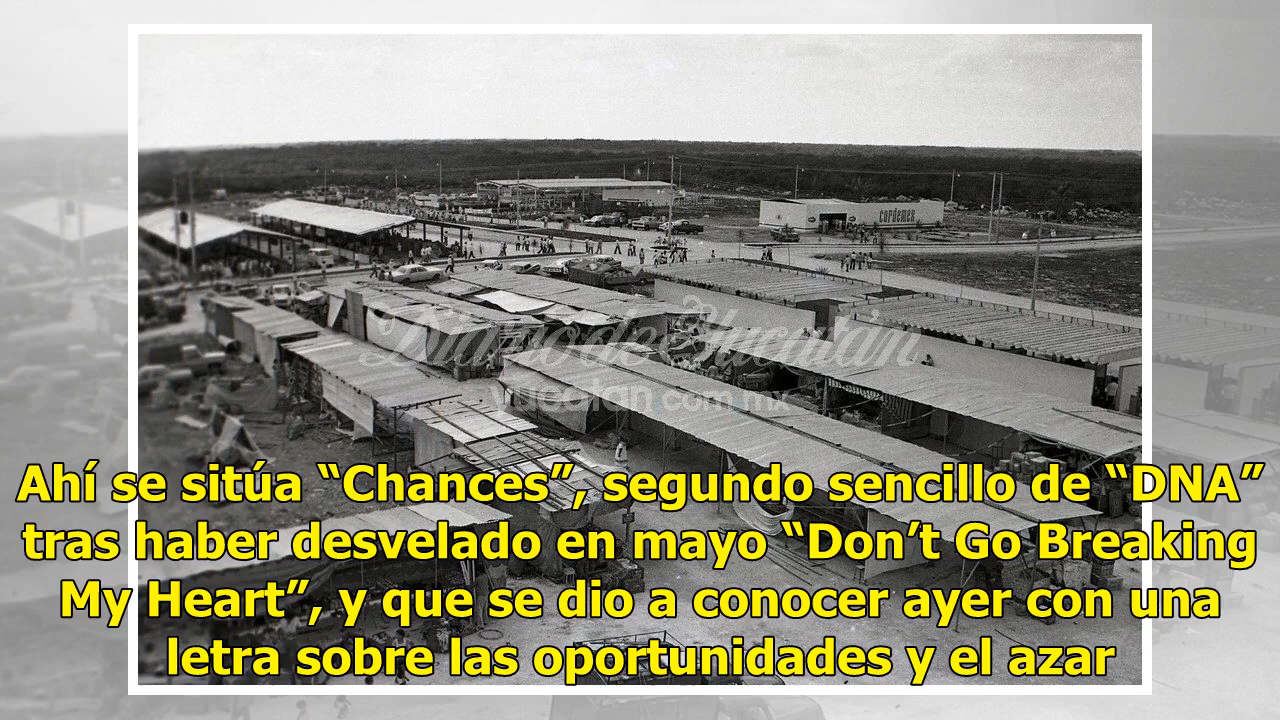 CORDEMEX
Diario de Yucatán
yucatan.com.mx
Ahí se sitúa “Chances”, segundo sencillo de “DNA”
tras haber desvelado en mayo “Don’t Go Breaking
My Heart”, y que se dio a conocer ayer con una
letra sobre las oportunidades y el azar